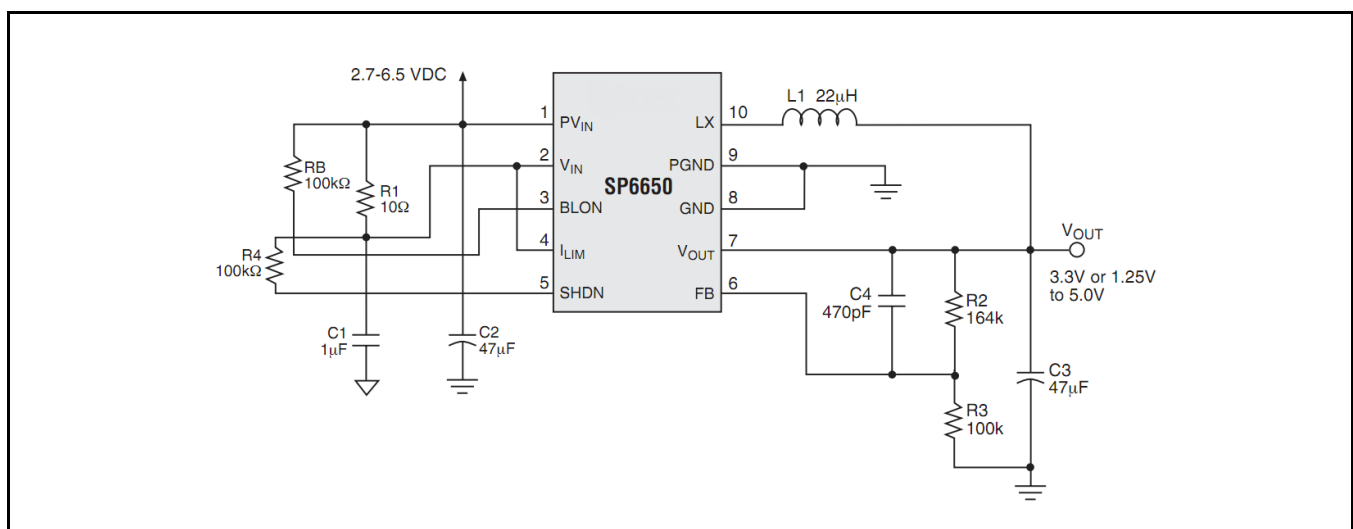 2.7-6.5 VDC
1
PVIN
2
VIN
3
BLON
4
ILIM
5
SHDN
SP6650
10
LX
9
PGND
8
GND
7
VOUT
6
FB
L1 22μH
RB
100kΩ
R1
10Ω
R4
100kΩ
C1
1μF
C2
47μF
C4
470pF
R2
164k
R3
100k
C3
47μF
VOUT
3.3V or 1.25V
to 5.0V